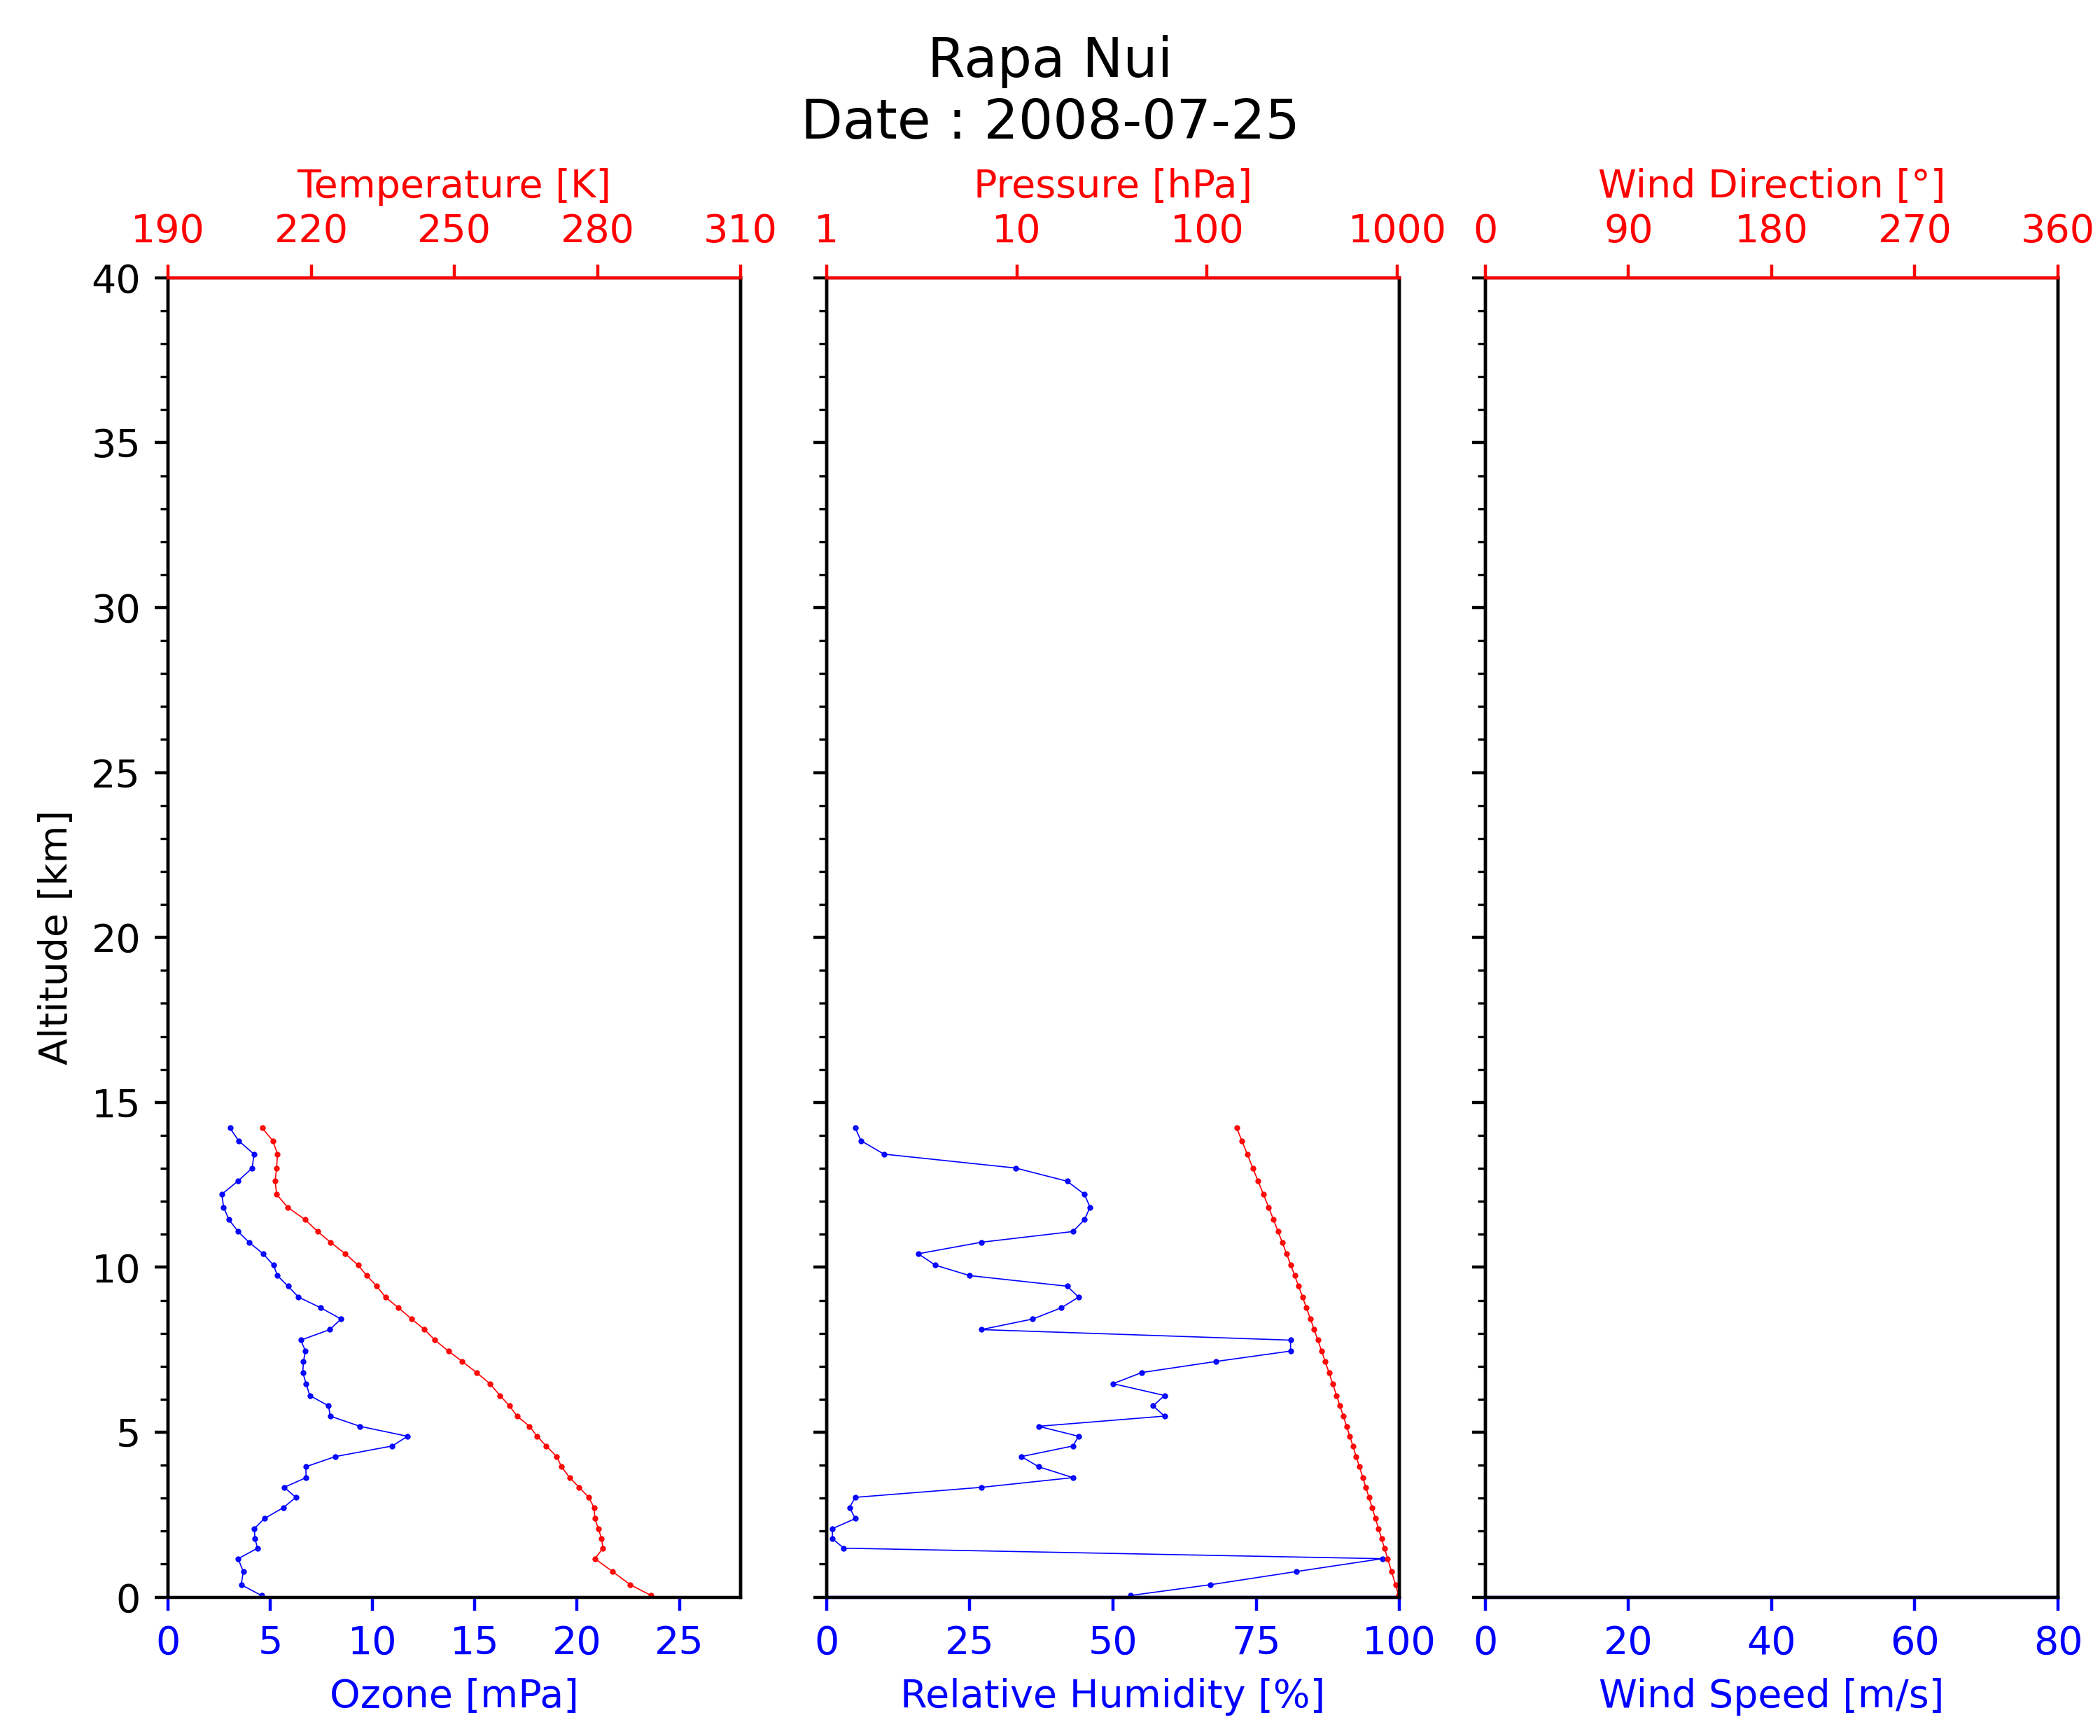 Rapa Nui
Date : 2008-07-25
Temperature [K]
190 220 250 280 310
Pressure [hPa]
1 10 100 1000
Wind Direction [°]
0 90 180 270 360
Altitude [km]
40
35
30
25
20
15
10
5
0
0 5 10 15 20 25
Ozone [mPa]
0 25 50 75 100
Relative Humidity [%]
0 20 40 60 80
Wind Speed [m/s]